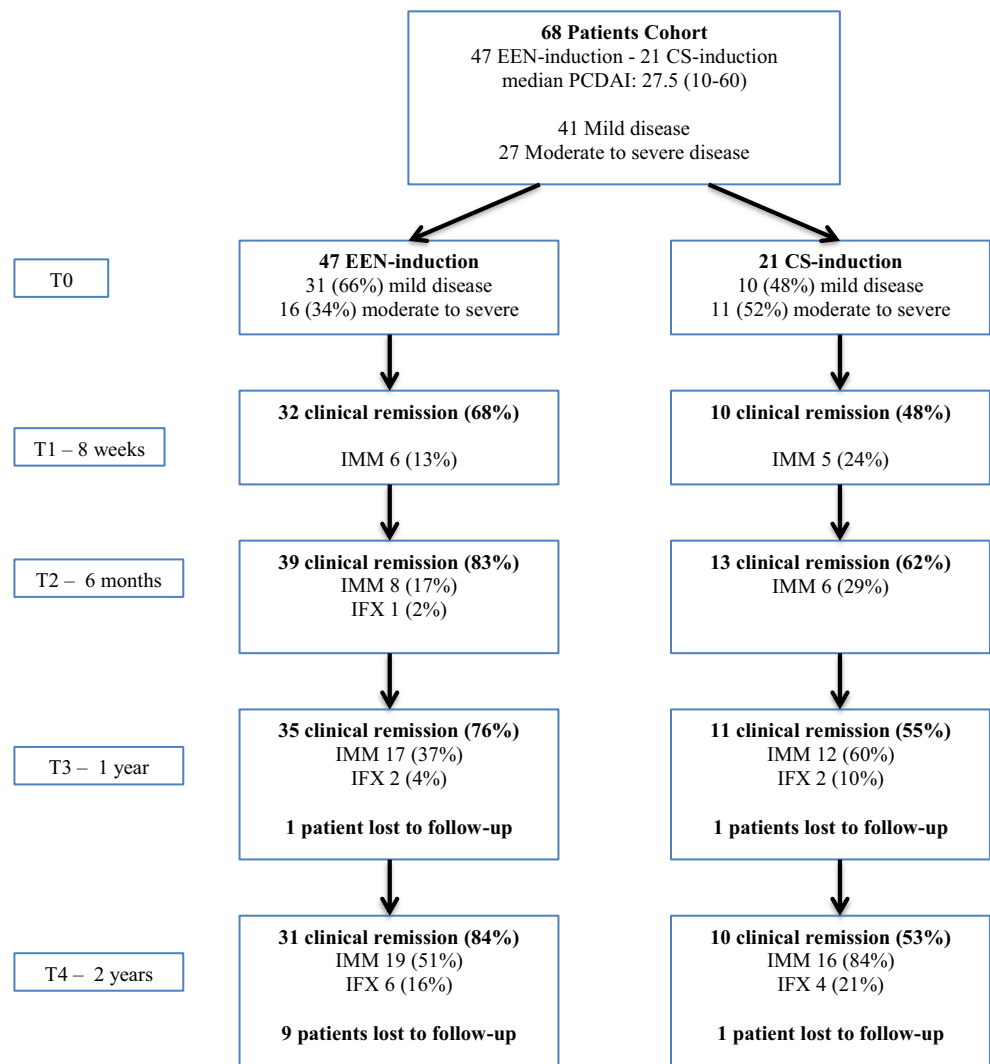 68 Patients Cohort
47 EEN-induction - 21 CS-induction
median PCDAI: 27.5 (10-60)
41 Mild disease
27 Moderate to severe disease
T0
47 EEN-induction
31 (66%) mild disease
16 (34%) moderate to severe
21 CS-induction
10 (48%) mild disease
11 (52%) moderate to severe
T1 – 8 weeks
32 clinical remission (68%)
IMM 6 (13%)
10 clinical remission (48%)
IMM 5 (24%)
T2 – 6 months
39 clinical remission (83%)
IMM 8 (17%)
IFX 1 (2%)
13 clinical remission (62%)
IMM 6 (29%)
T3 – 1 year
35 clinical remission (76%)
IMM 17 (37%)
IFX 2 (4%)
1 patient lost to follow-up
11 clinical remission (55%)
IMM 12 (60%)
IFX 2 (10%)
1 patients lost to follow-up
T4 – 2 years
31 clinical remission (84%)
IMM 19 (51%)
IFX 6 (16%)
9 patients lost to follow-up
10 clinical remission (53%)
IMM 16 (84%)
IFX 4 (21%)
1 patient lost to follow-up